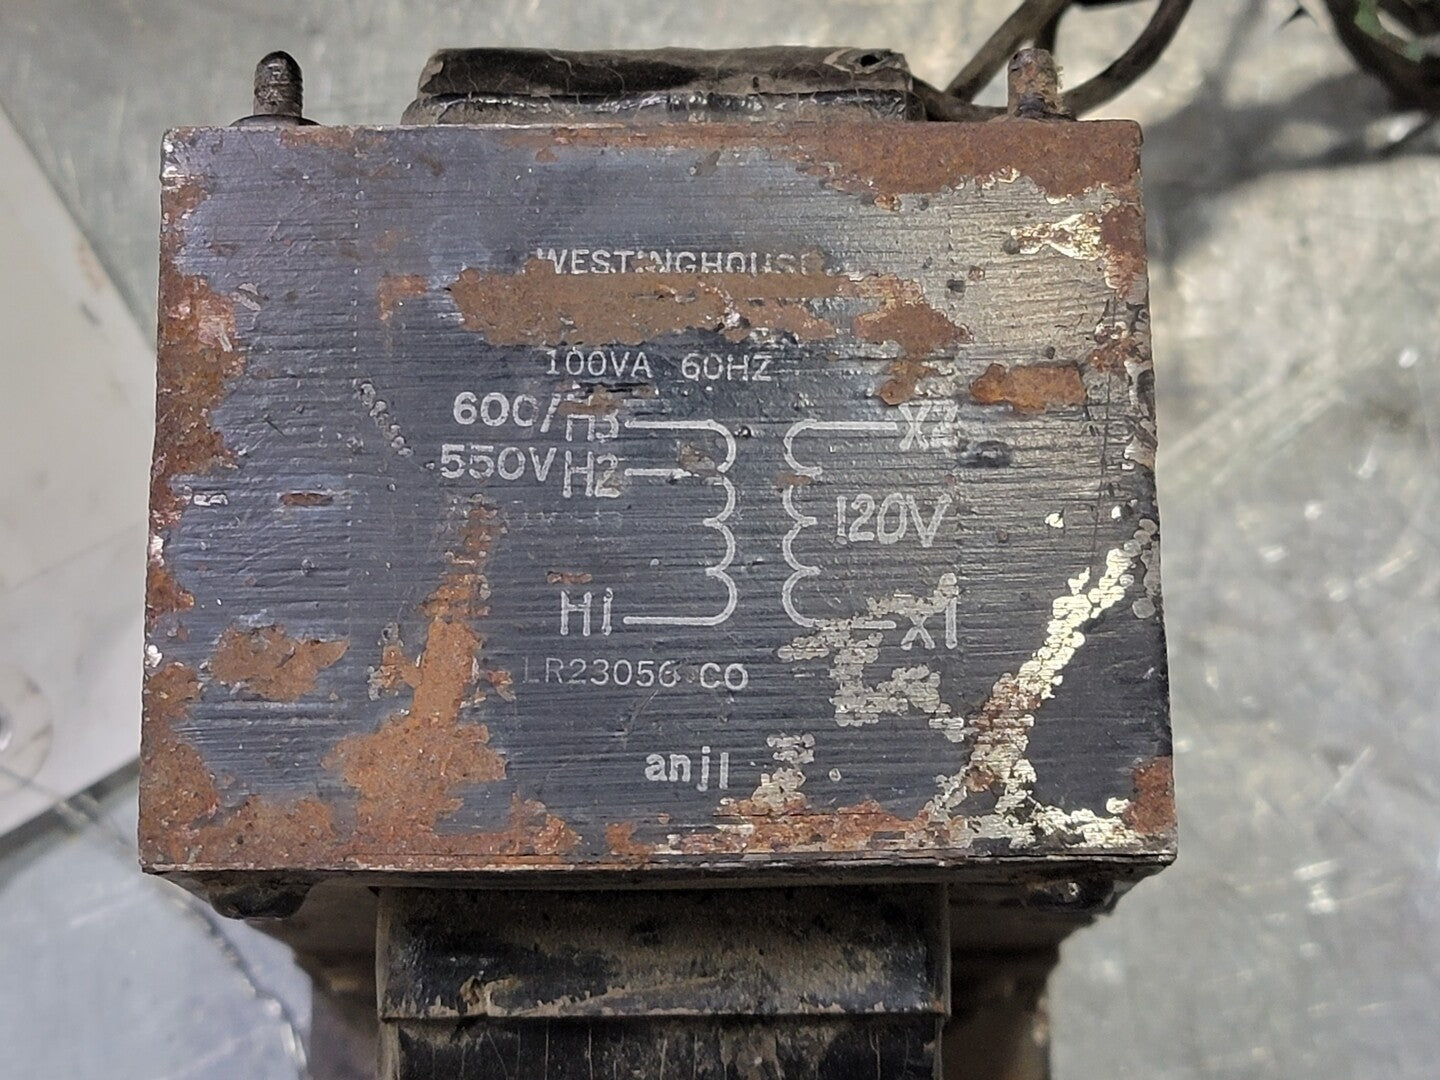 WESTINGHOUSE
100VA 60HZ
600/H3 X2
550V H2
120V
H1 X1
LR23056 CO
anjl